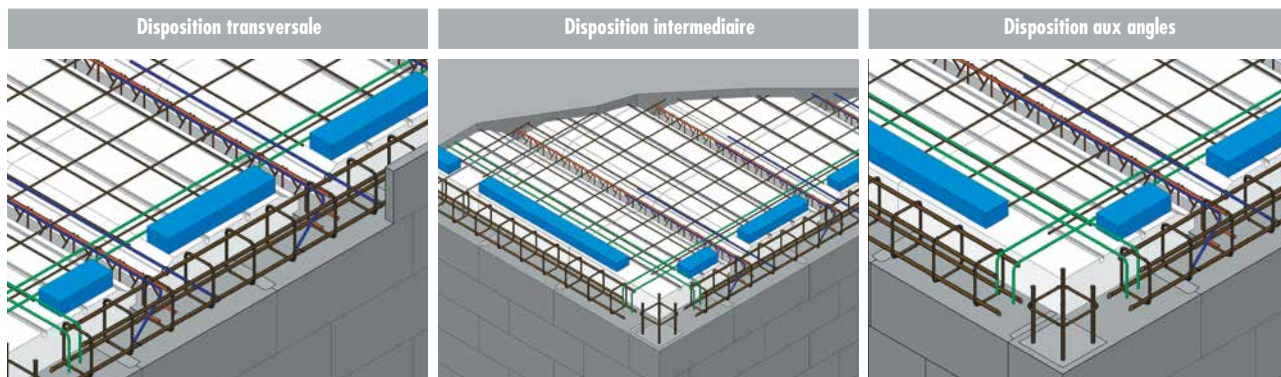 Disposition transversale
Disposition intermediaire
Disposition aux angles